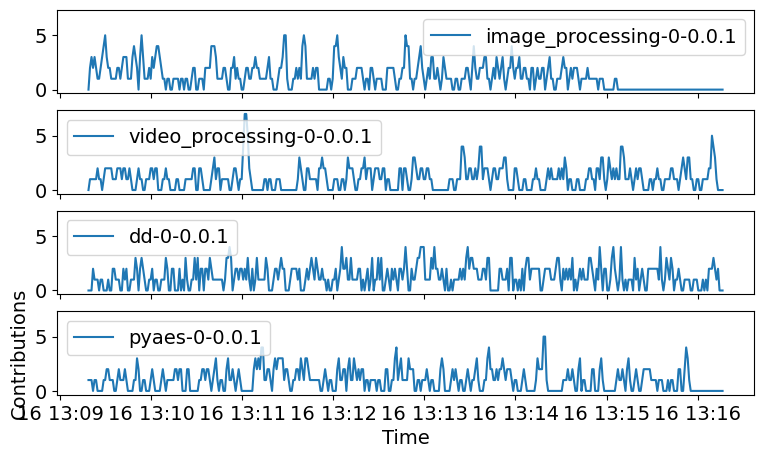 5
0
image_processing-0-0.0.1
5
0
video_processing-0-0.0.1
5
0
dd-0-0.0.1
5
0
pyaes-0-0.0.1
Contributions
16 13:09 16 13:10 16 13:11 16 13:12 16 13:13 16 13:14 16 13:15 16 13:16
Time